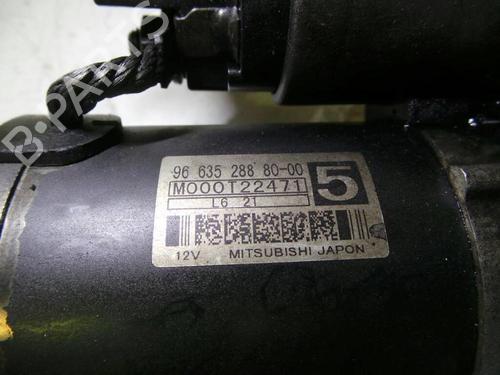 B-PARTS
96 635 288 80-00
M000T22471
5
L6 21
12V MITSUBISHI JAPON